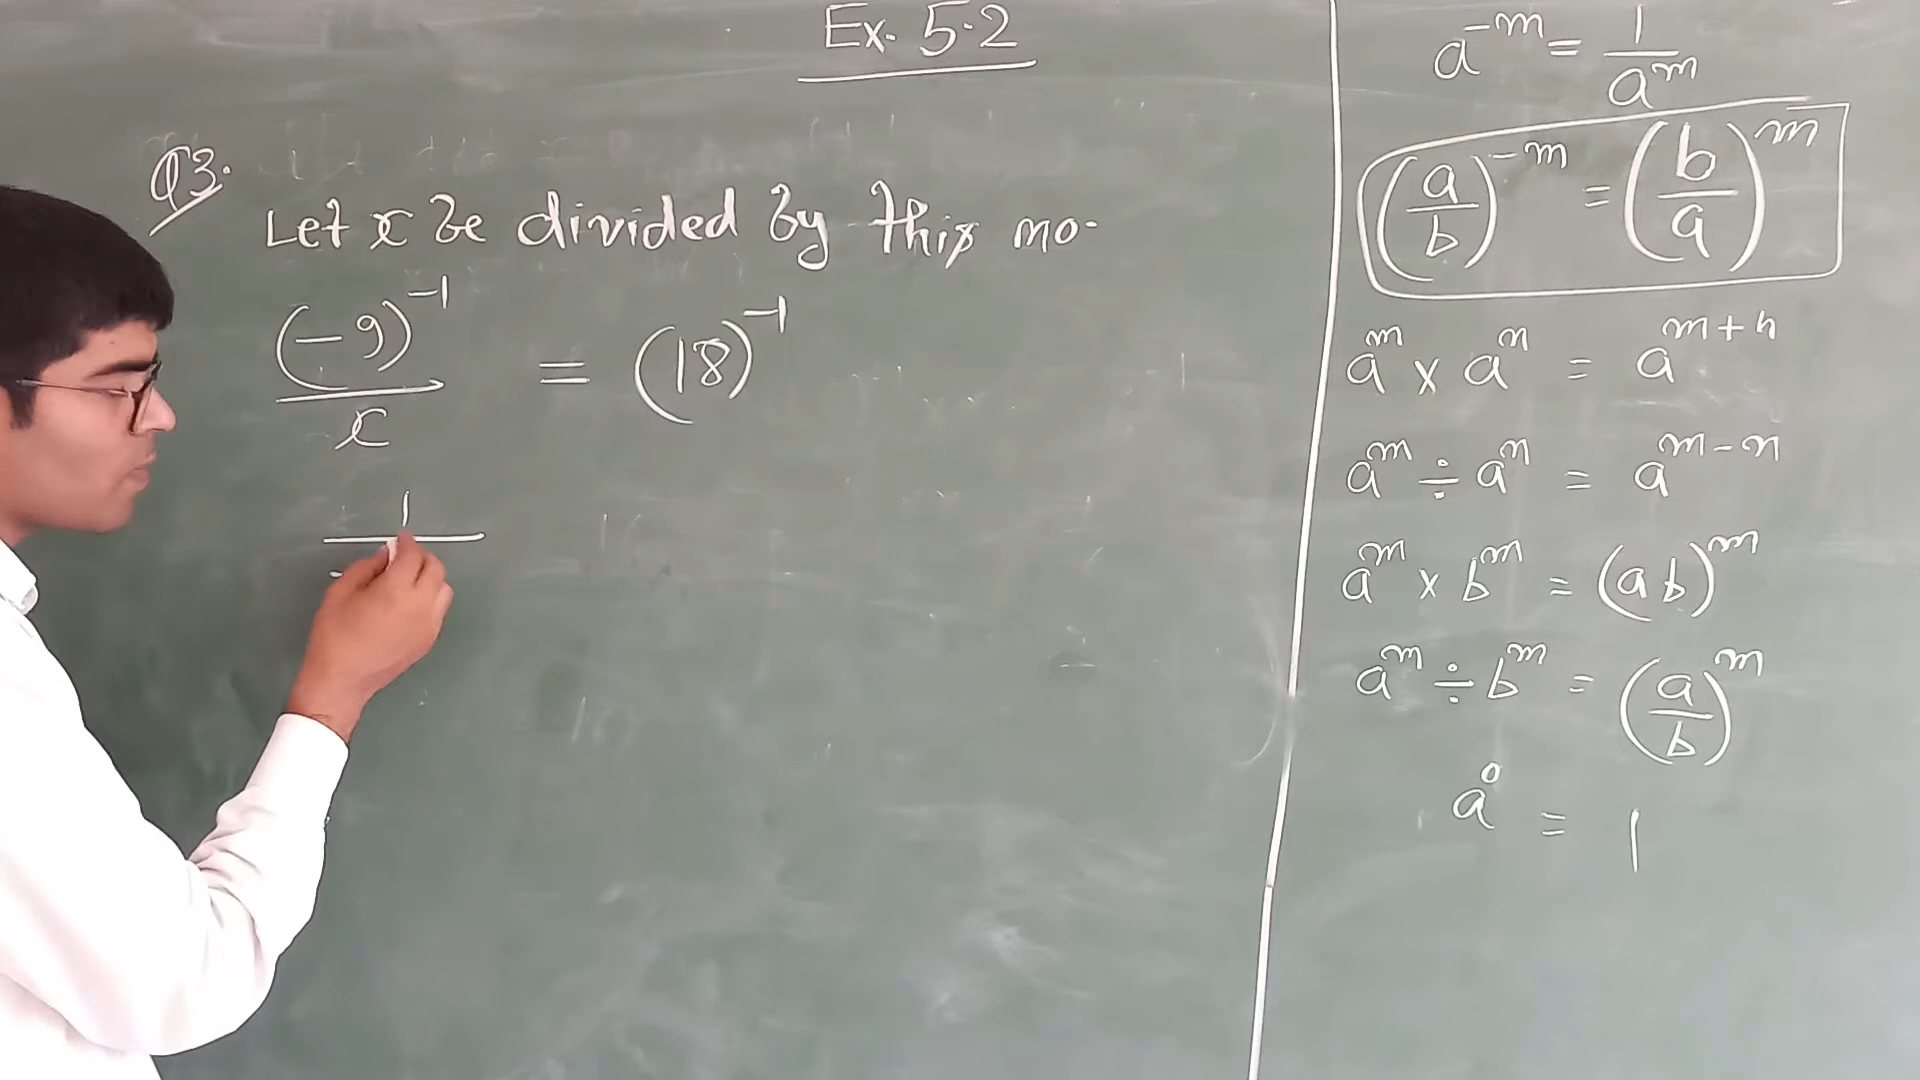 Ex. 5.2
Q3.
Let x be divided by this no.
(-9)⁻¹ / x = (18)⁻¹
1 / -
a⁻ᵐ = 1 / aᵐ
(a/b)⁻ᵐ = (b/a)ᵐ
aᵐ × aⁿ = aᵐ⁺ⁿ
aᵐ ÷ aⁿ = aᵐ⁻ⁿ
aᵐ × bᵐ = (ab)ᵐ
aᵐ ÷ bᵐ = (a/b)ᵐ
a⁰ = 1